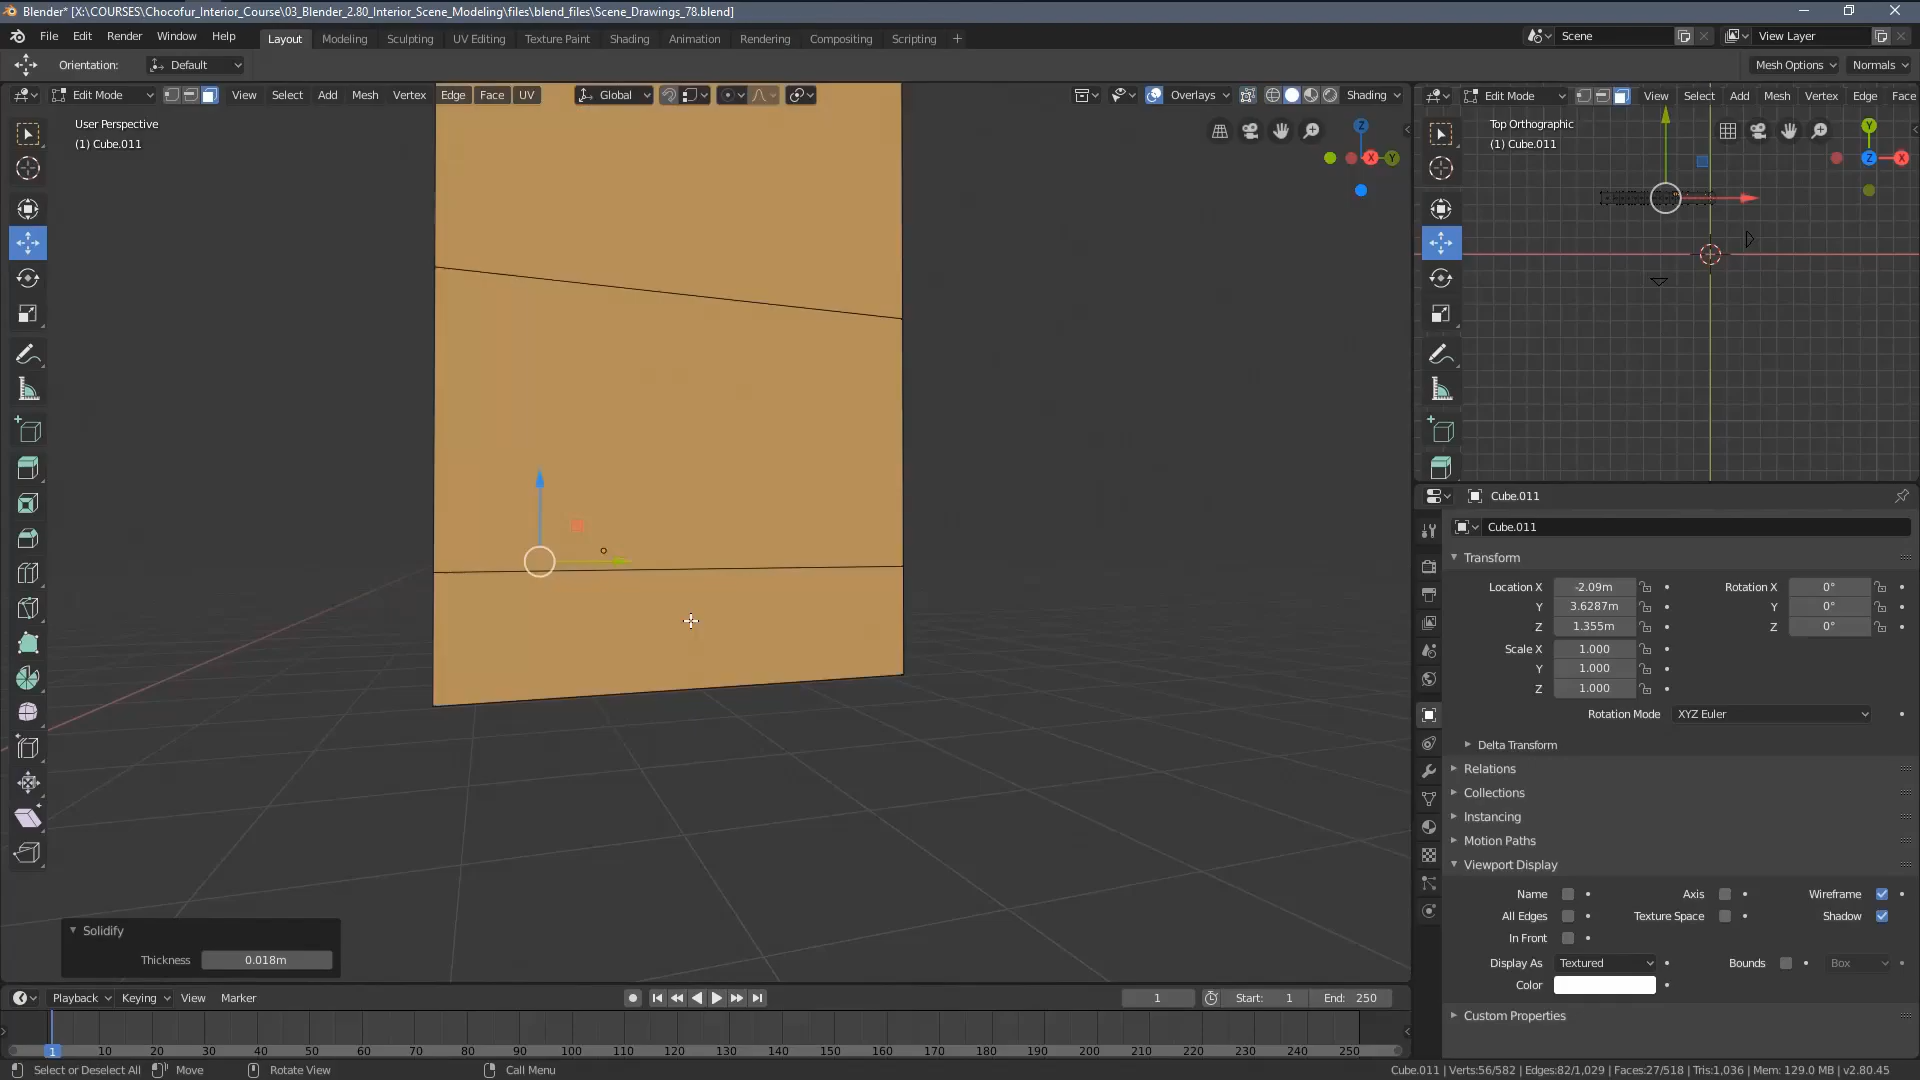 Blender* [X:\COURSES\Chocofur_Interior_Course\03_Blender_2.80_Interior_Scene_Modeling\files\blend_files\Scene_Drawings_78.blend]
File Edit Render Window Help Layout Modeling Sculpting UV Editing Texture Paint Shading Animation Rendering Compositing Scripting + Scene View Layer
Orientation: Default Mesh Options Normals
Edit Mode View Select Add Mesh Vertex Edge Face UV Global Overlays Shading
Edit Mode View Select Add Mesh Vertex Edge Face
User Perspective
(1) Cube.011
Z
X
Y
Top Orthographic
(1) Cube.011
Y
Z
X
Cube.011
Cube.011
Transform
Location X -2.09m Rotation X 0°
Y 3.6287m Y 0°
Z 1.355m Z 0°
Scale X 1.000
Y 1.000
Z 1.000
Rotation Mode XYZ Euler
Delta Transform
Relations
Collections
Instancing
Motion Paths
Viewport Display
Name Axis Wireframe
All Edges Texture Space Shadow
In Front
Display As Textured Bounds Box
Color
Custom Properties
Solidify
Thickness 0.018m
Playback Keying View Marker 1 Start: 1 End: 250
1 10 20 30 40 50 60 70 80 90 100 110 120 130 140 150 160 170 180 190 200 210 220 230 240 250
Select or Deselect All Move Rotate View Call Menu Cube.011 | Verts:56/582 | Edges:82/1,029 | Faces:27/518 | Tris:1,036 | Mem: 129.0 MB | v2.80.45